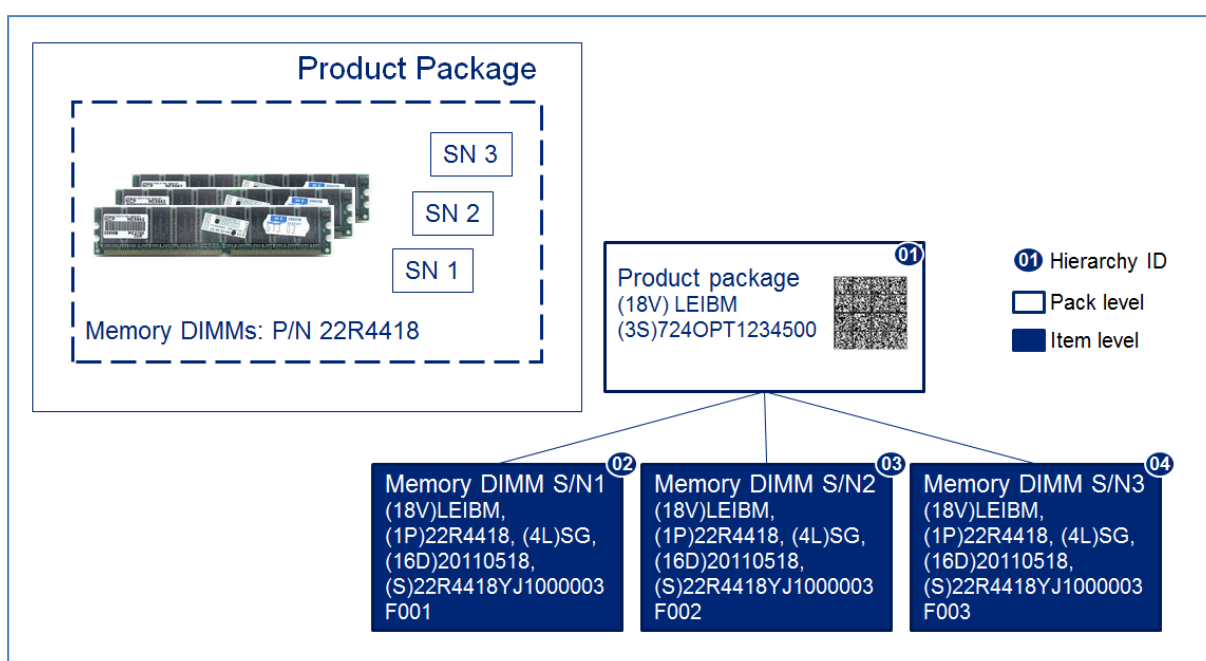 Product Package
SN 3
SN 2
SN 1
Memory DIMMs: P/N 22R4418
01
Product package
(18V) LEIBM
(3S)724OPT1234500
01 Hierarchy ID
Pack level
Item level
02
Memory DIMM S/N1
(18V)LEIBM,
(1P)22R4418, (4L)SG,
(16D)20110518,
(S)22R4418YJ1000003
F001
03
Memory DIMM S/N2
(18V)LEIBM,
(1P)22R4418, (4L)SG,
(16D)20110518,
(S)22R4418YJ1000003
F002
04
Memory DIMM S/N3
(18V)LEIBM,
(1P)22R4418, (4L)SG,
(16D)20110518,
(S)22R4418YJ1000003
F003